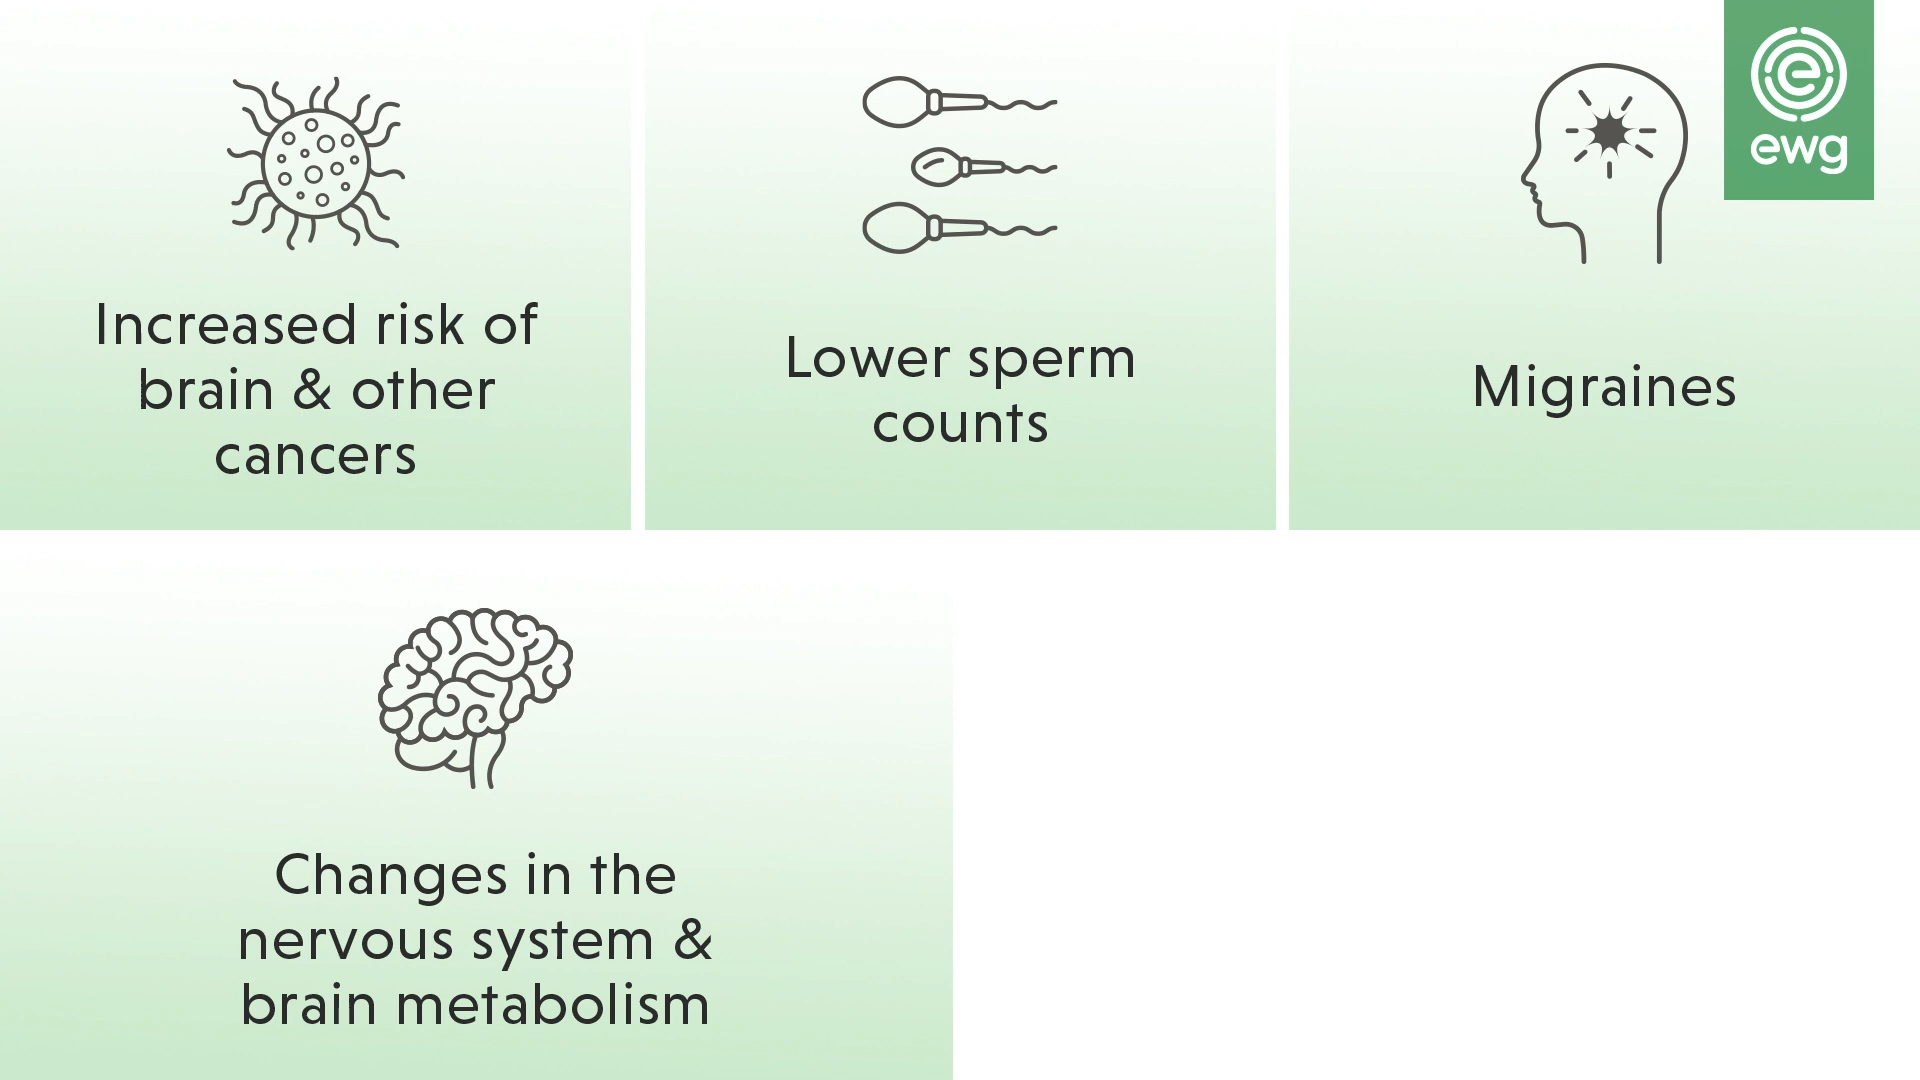 Increased risk of
brain & other
cancers
Lower sperm
counts
Migraines
ewg
Changes in the
nervous system &
brain metabolism